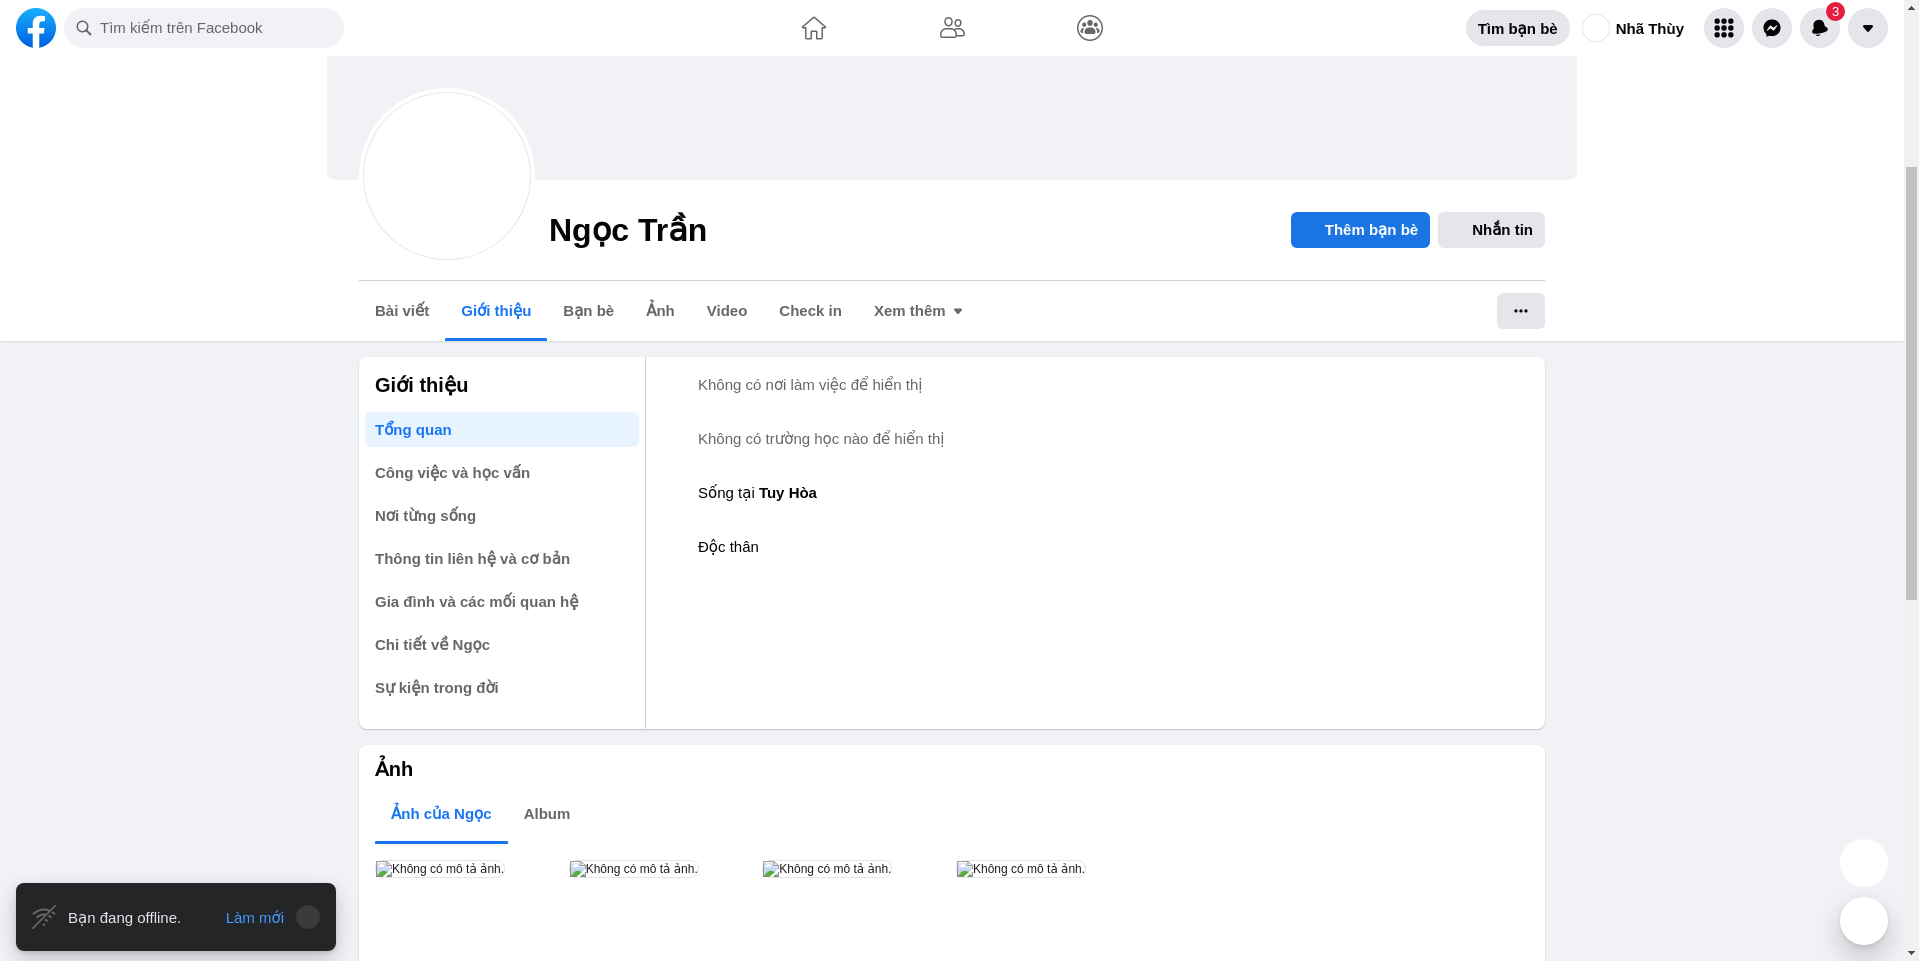 Tìm kiếm trên Facebook
Tìm bạn bè
Nhã Thùy
3
Ngọc Trần
Thêm bạn bè
Nhắn tin
Bài viết
Giới thiệu
Bạn bè
Ảnh
Video
Check in
Xem thêm
Giới thiệu
Tổng quan
Công việc và học vấn
Nơi từng sống
Thông tin liên hệ và cơ bản
Gia đình và các mối quan hệ
Chi tiết về Ngọc
Sự kiện trong đời
Không có nơi làm việc để hiển thị
Không có trường học nào để hiển thị
Sống tại Tuy Hòa
Độc thân
Ảnh
Ảnh của Ngọc
Album
Không có mô tả ảnh.
Không có mô tả ảnh.
Không có mô tả ảnh.
Không có mô tả ảnh.
Bạn đang offline.
Làm mới